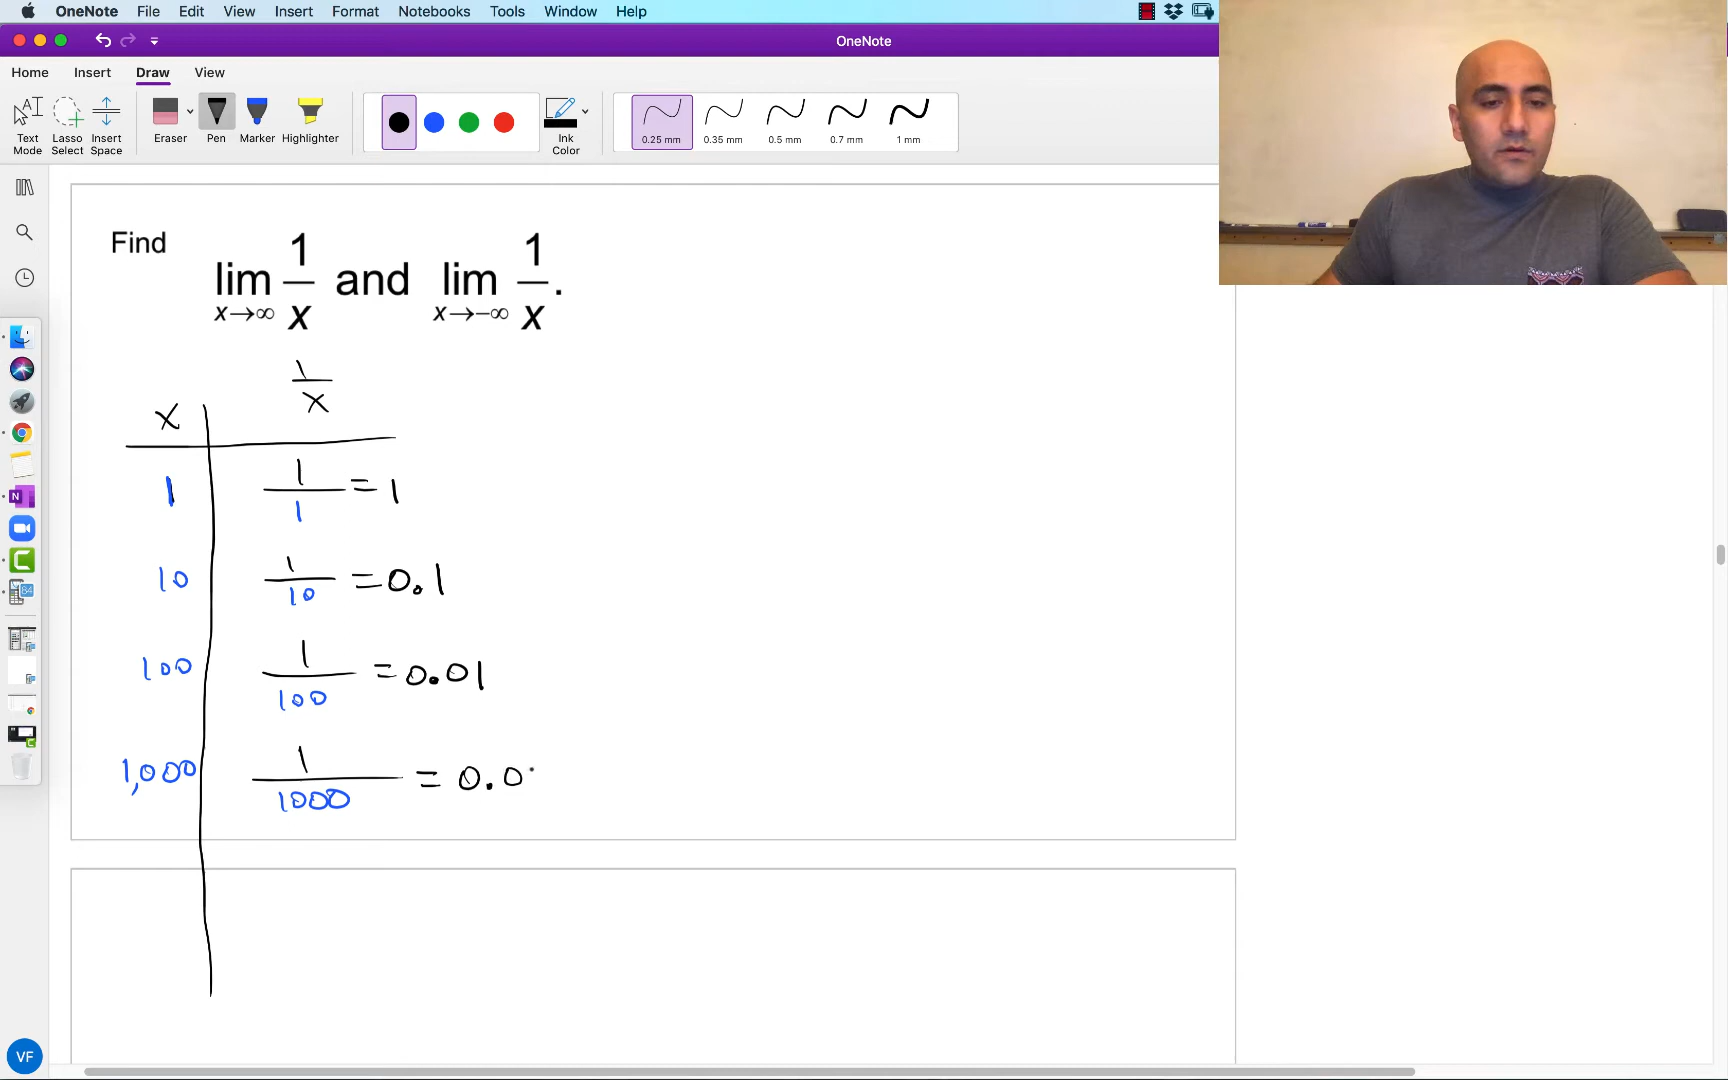 OneNote File Edit View Insert Format Notebooks Tools Window Help
OneNote
Home Insert Draw View
Text Mode
Lasso Select
Insert Space
Eraser
Pen
Marker
Highlighter
Ink Color
0.25 mm
0.35 mm
0.5 mm
0.7 mm
1 mm
Find
lim x→∞ 1/x and lim x→−∞ 1/x.
x 1/x
1 1/1 = 1
10 1/10 = 0.1
100 1/100 = 0.01
1,000 1/1000 = 0.0
VF